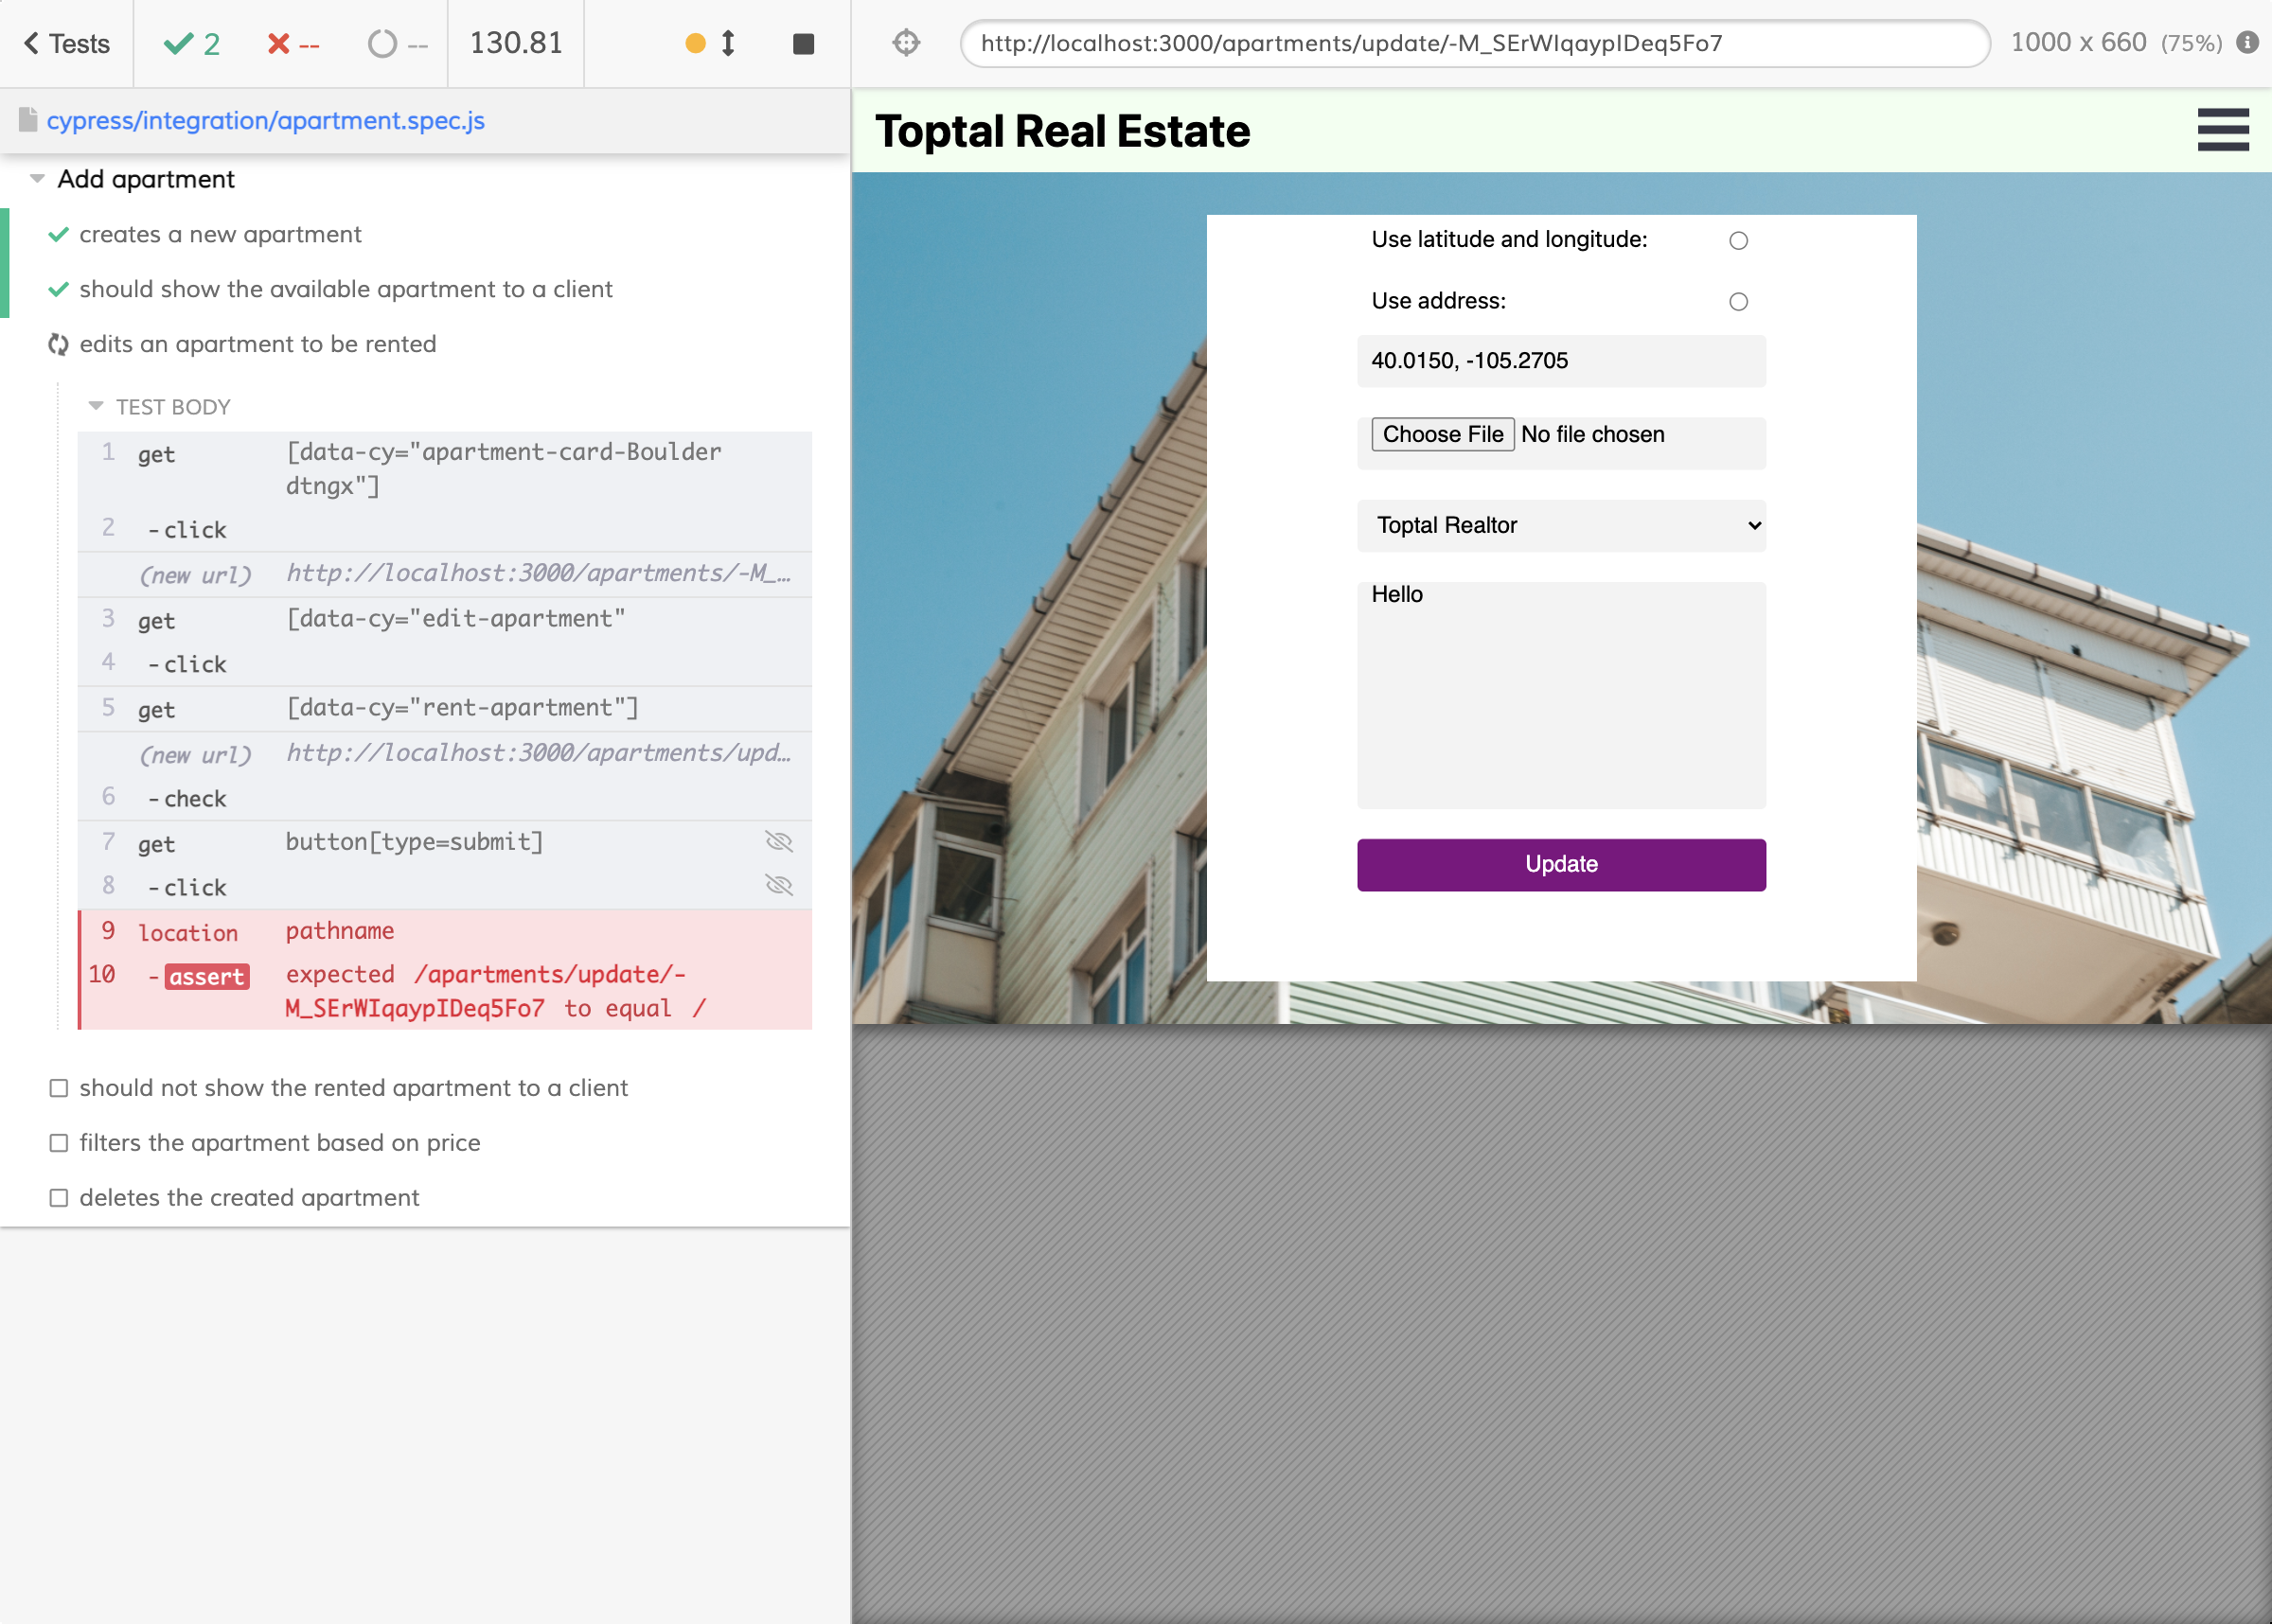 Tests
2
--
--
130.81
http://localhost:3000/apartments/update/-M_SErWIqaypIDeq5Fo7
1000 x 660 (75%)
cypress/integration/apartment.spec.js
Add apartment
creates a new apartment
should show the available apartment to a client
edits an apartment to be rented
TEST BODY
1 get [data-cy="apartment-card-Boulder
dtngx"]
2 -click
(new url) http://localhost:3000/apartments/-M_…
3 get [data-cy="edit-apartment"
4 -click
5 get [data-cy="rent-apartment"]
(new url) http://localhost:3000/apartments/upd…
6 -check
7 get button[type=submit]
8 -click
9 location pathname
10 -assert expected /apartments/update/-
M_SErWIqaypIDeq5Fo7 to equal /
should not show the rented apartment to a client
filters the apartment based on price
deletes the created apartment
Toptal Real Estate
Use latitude and longitude:
Use address:
40.0150, -105.2705
Choose File No file chosen
Toptal Realtor
Hello
Update